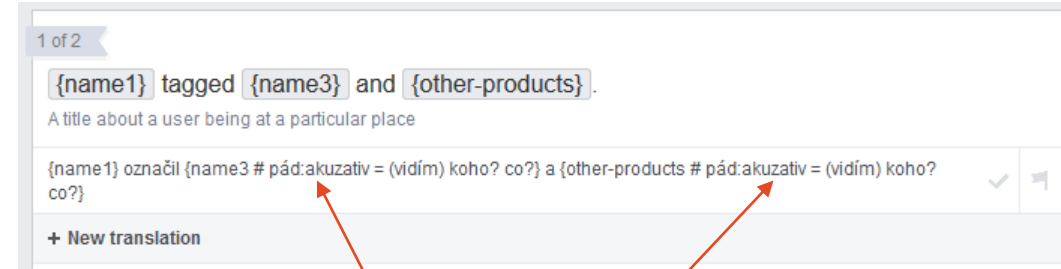 1 of 2
{name1} tagged {name3} and {other-products}.
A title about a user being at a particular place
{name1} označil {name3 # pád:akuzativ = (vidím) koho? co?} a {other-products # pád:akuzativ = (vidím) koho?
co?}
+ New translation